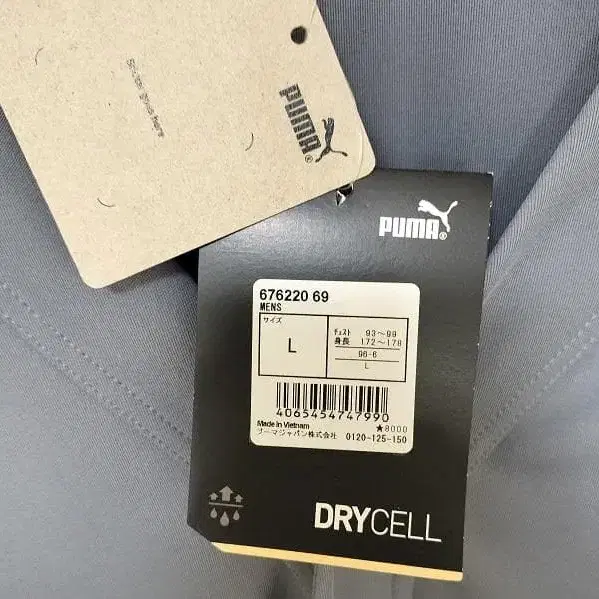 PUMA
PUMA
676220 69
MENS
サイズ
L
チェスト 93〜99
身長 172〜178
96-6
L
4065454747990
Made in Vietnam
★8000
プーマジャパン株式会社 0120-125-150
DRYCELL